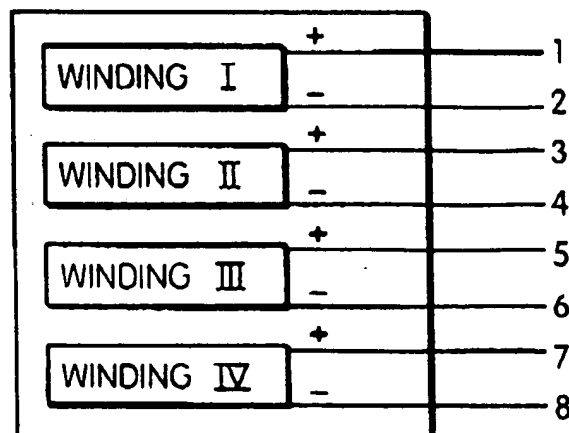 +
WINDING I 1
− 2
+
WINDING II 3
− 4
+
WINDING III 5
− 6
+
WINDING IV 7
− 8